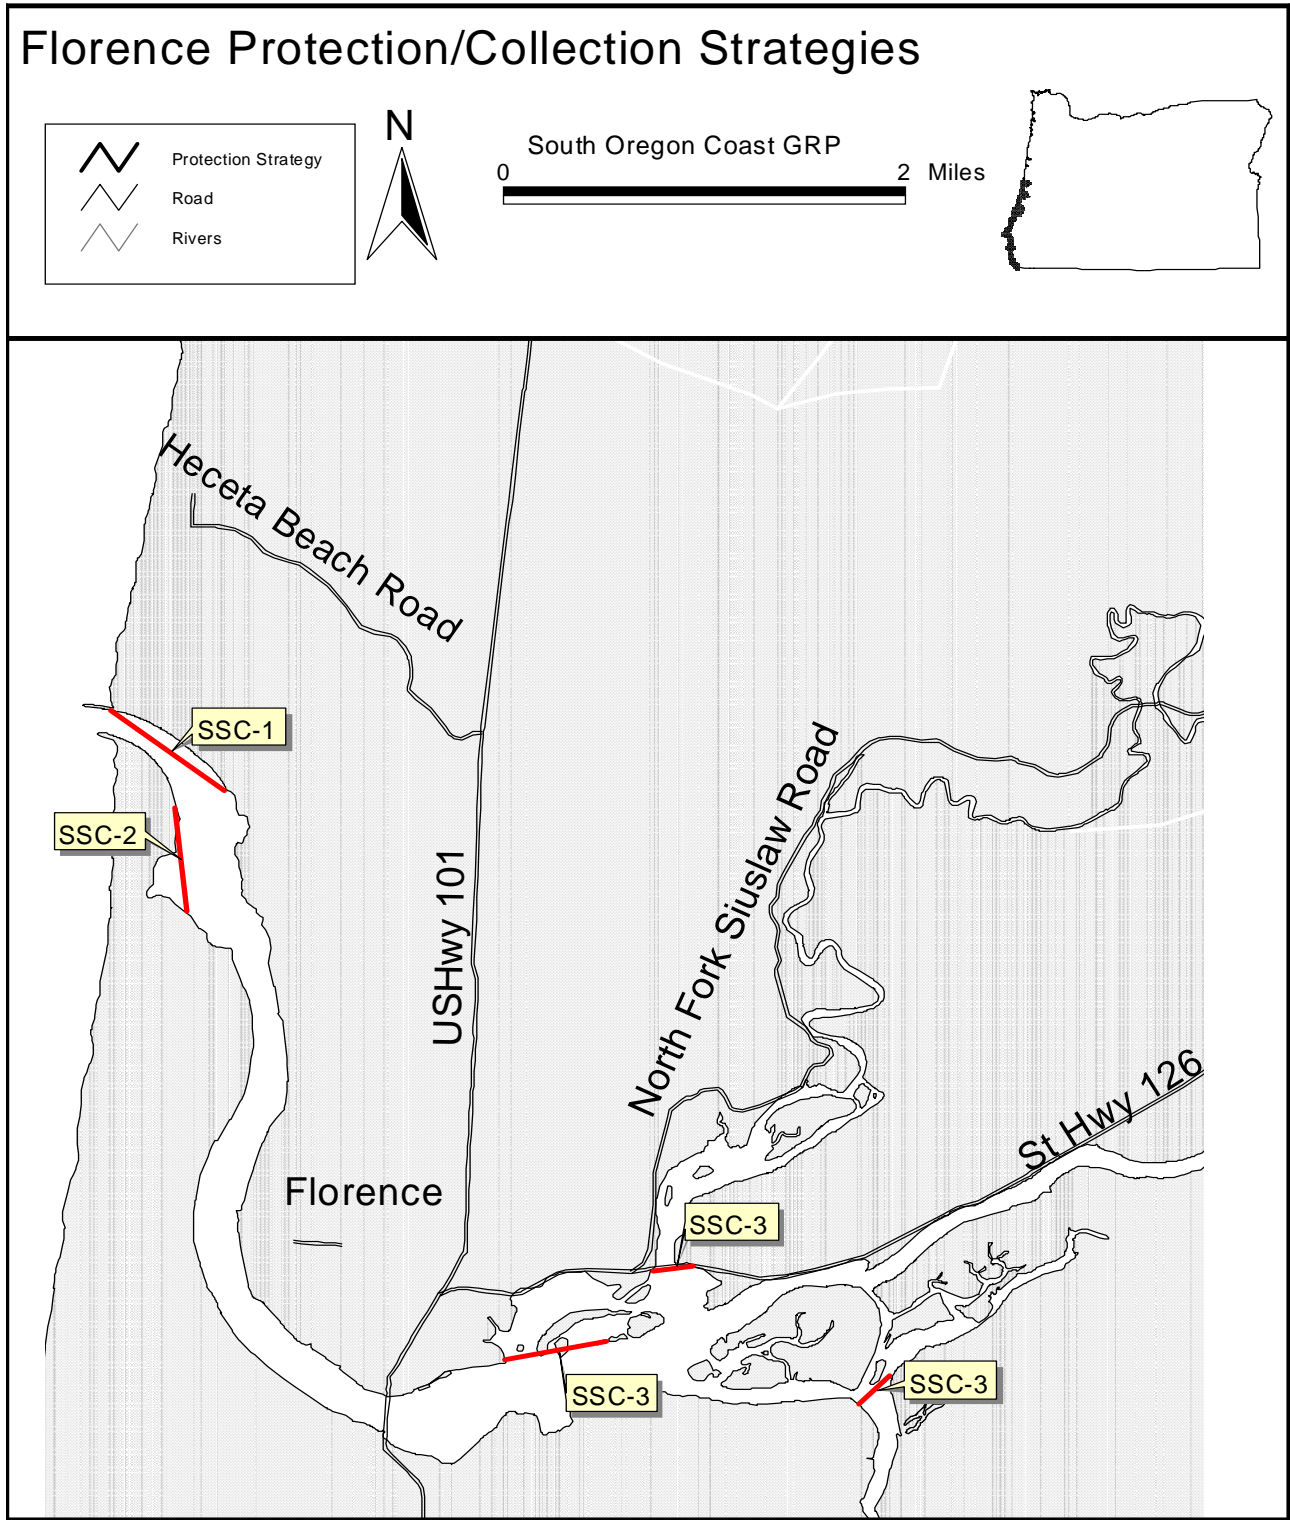 Florence Protection/Collection Strategies
Protection Strategy
Road
Rivers
N
South Oregon Coast GRP
0 2 Miles
Heceta Beach Road
SSC-1
SSC-2
USHwy 101
North Fork Siuslaw Road
St Hwy 126
Florence
SSC-3
SSC-3
SSC-3